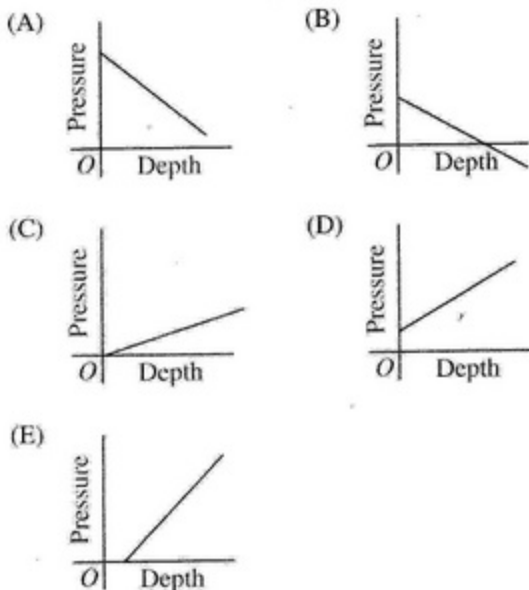 (A)
Pressure
O Depth
(B)
Pressure
O Depth
(C)
Pressure
O Depth
(D)
Pressure
O Depth
(E)
Pressure
O Depth